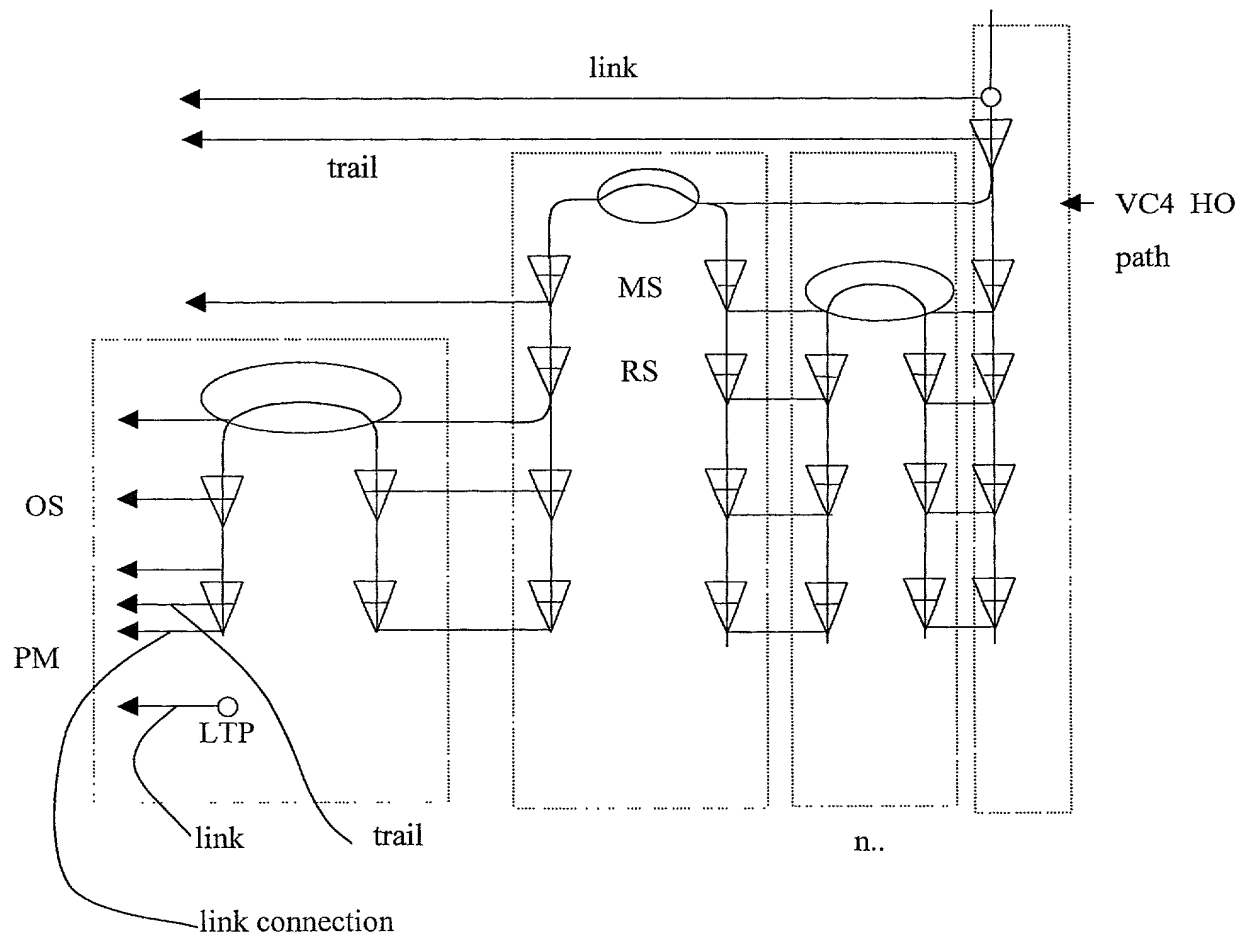 link
trail
VC4 HO
path
MS
RS
OS
PM
LTP
link
trail
n..
link connection